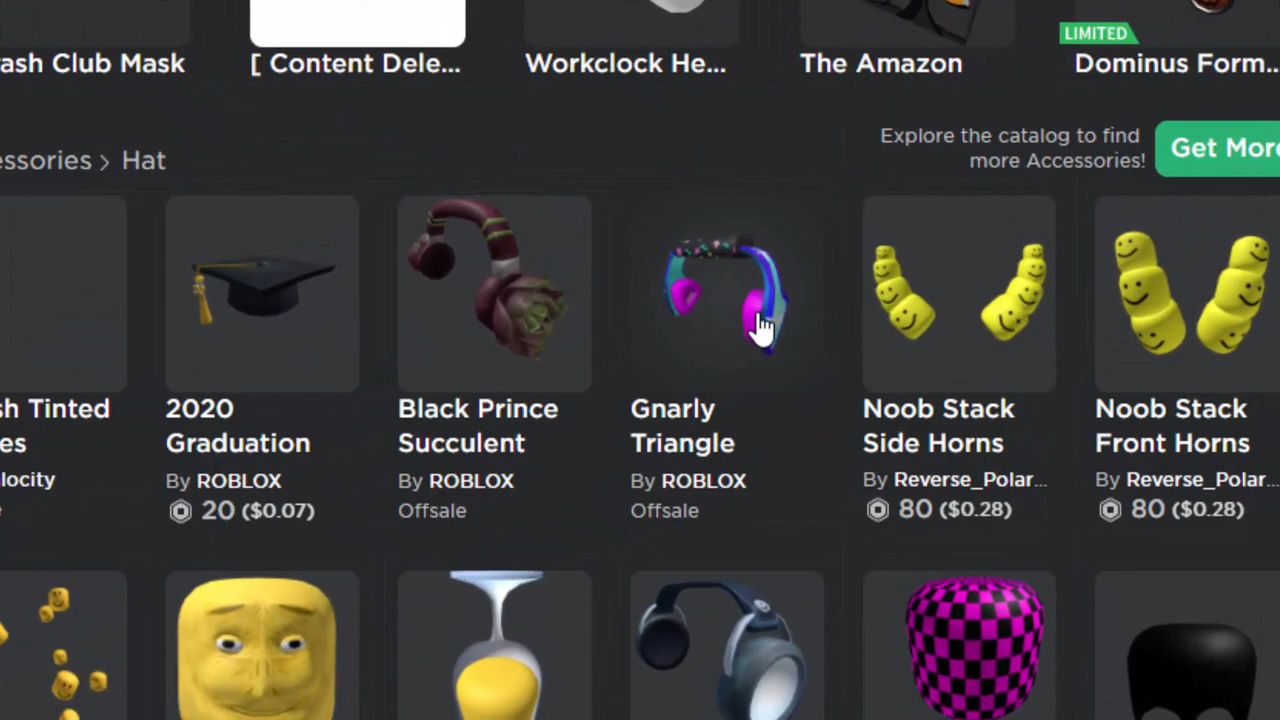 LIMITED
ash Club Mask
[ Content Dele...
Workclock He...
The Amazon
Dominus Form...
Explore the catalog to find
more Accessories!
Get More
essories > Hat
sh Tinted
es
locity
2020
Graduation
By ROBLOX
20 ($0.07)
Black Prince
Succulent
By ROBLOX
Offsale
Gnarly
Triangle
By ROBLOX
Offsale
Noob Stack
Side Horns
By Reverse_Polar...
80 ($0.28)
Noob Stack
Front Horns
By Reverse_Polar...
80 ($0.28)